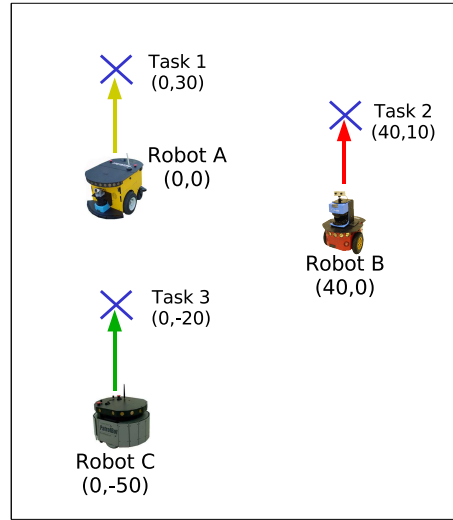 Task 1
(0,30)
Task 2
(40,10)
Robot A
(0,0)
Robot B
(40,0)
Task 3
(0,-20)
Robot C
(0,-50)